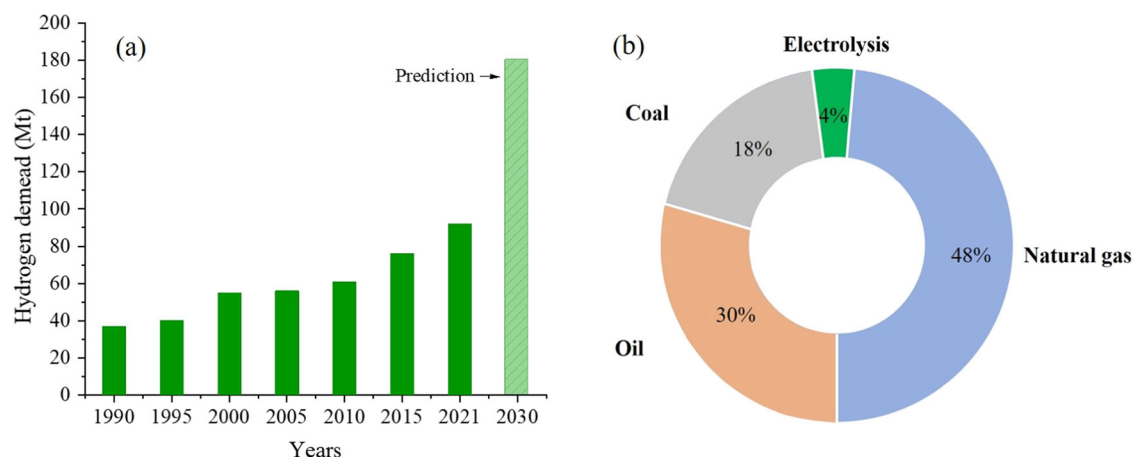 (a)
Hydrogen demead (Mt)
200
180
160
140
120
100
80
60
40
20
0
Prediction
1990 1995 2000 2005 2010 2015 2021 2030
Years
(b)
Electrolysis
Coal
4%
18%
48%
Natural gas
30%
Oil